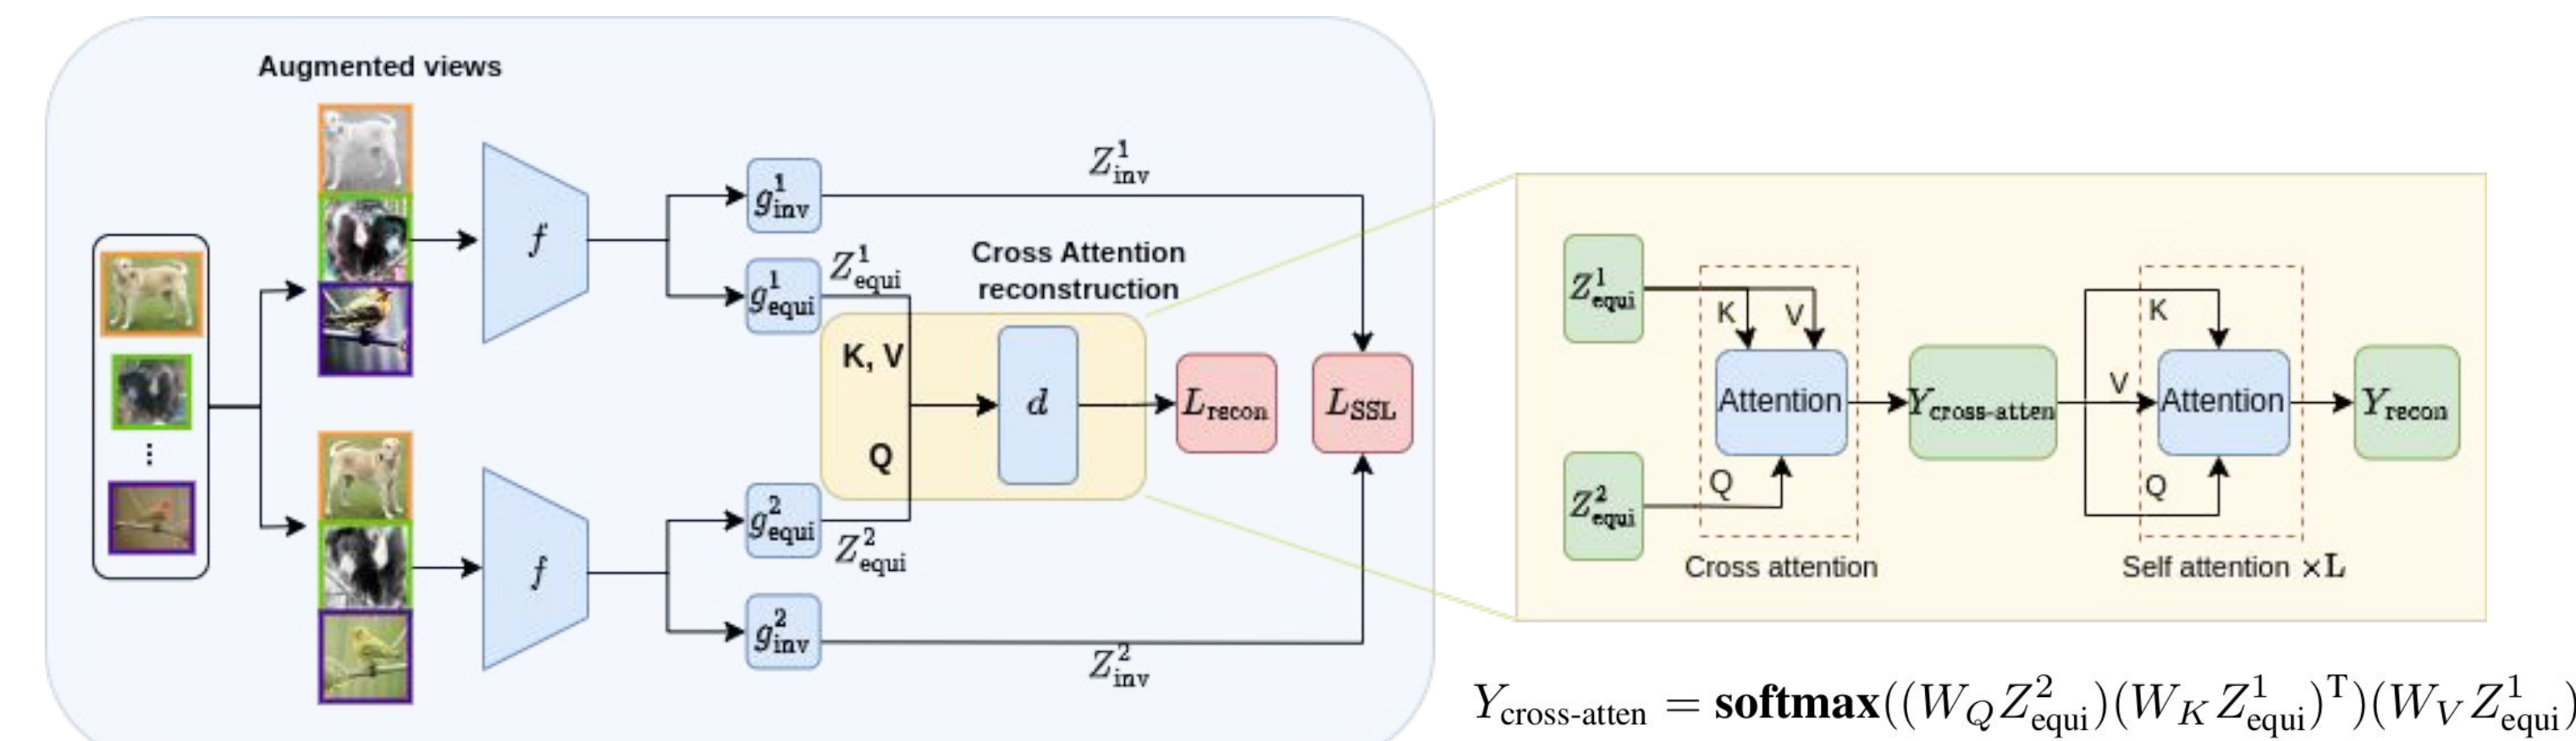 Augmented views
f
g^1_inv
Z^1_inv
g^1_equi
Z^1_equi
Cross Attention
reconstruction
K, V
Q
d
L_recon
L_SSL
⋮
f
g^2_equi
Z^2_equi
g^2_inv
Z^2_inv
Z^1_equi
K
V
Attention
Z^2_equi
Q
Cross attention
Y_cross-atten
K
V
Q
Attention
Self attention ×L
Y_recon
Y_cross-atten = softmax((W_Q Z^2_equi)(W_K Z^1_equi)^T)(W_V Z^1_equi)